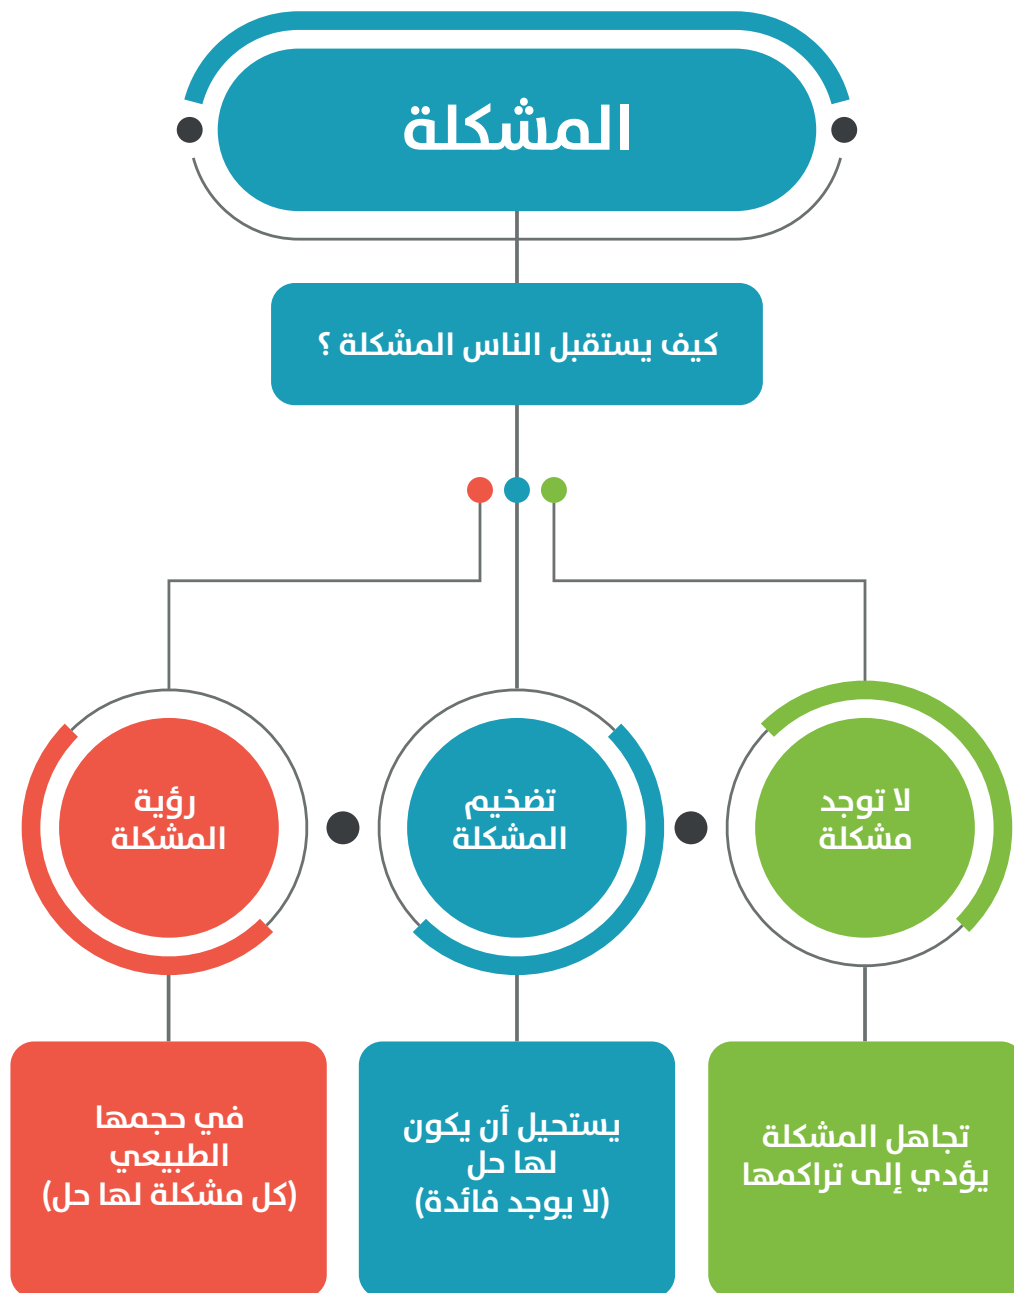 المشكلة
كيف يستقبل الناس المشكلة ؟
لا توجد
مشكلة
تضخيم
المشكلة
رؤية
المشكلة
تجاهل المشكلة
يؤدي إلى تراكمها
يستحيل أن يكون
لها حل
(لا يوجد فائدة)
في حجمها
الطبيعي
(كل مشكلة لها حل)